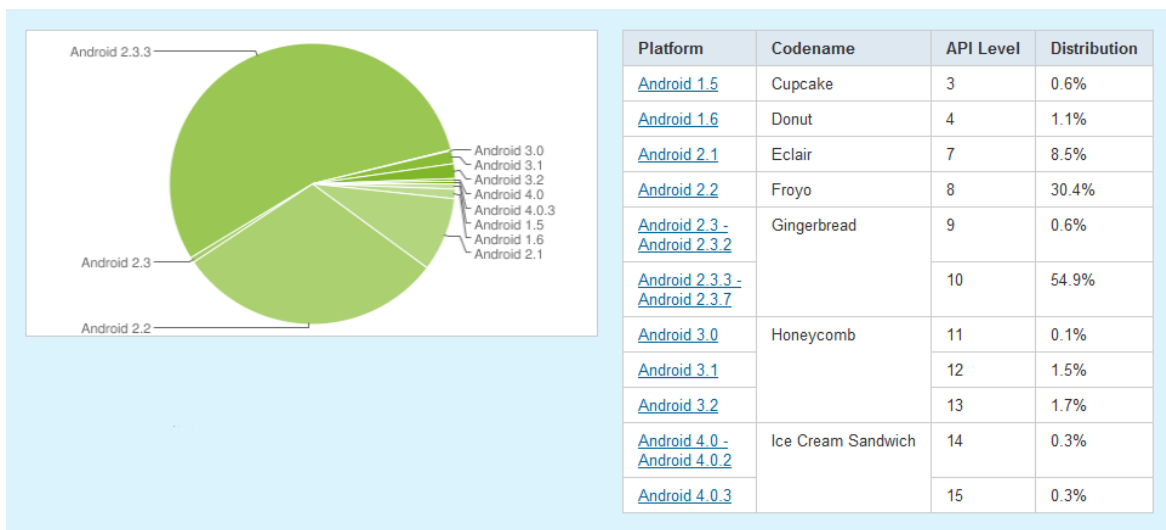 Android 2.3.3
Android 3.0
Android 3.1
Android 3.2
Android 4.0
Android 4.0.3
Android 1.5
Android 1.6
Android 2.1
Android 2.3
Android 2.2
Platform Codename API Level Distribution
Android 1.5 Cupcake 3 0.6%
Android 1.6 Donut 4 1.1%
Android 2.1 Eclair 7 8.5%
Android 2.2 Froyo 8 30.4%
Android 2.3 - Gingerbread 9 0.6%
Android 2.3.2
Android 2.3.3 - 10 54.9%
Android 2.3.7
Android 3.0 Honeycomb 11 0.1%
Android 3.1 12 1.5%
Android 3.2 13 1.7%
Android 4.0 - Ice Cream Sandwich 14 0.3%
Android 4.0.2
Android 4.0.3 15 0.3%